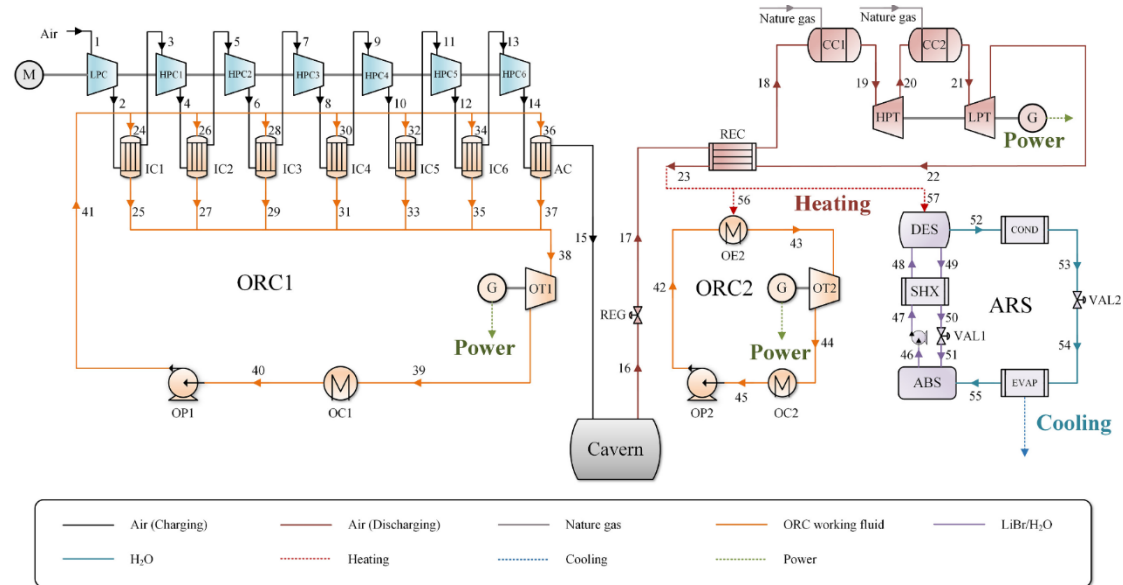 Nature gas Nature gas
Air 1 3 5 7 9 11 13 CC1 CC2
M LPC HPC1 HPC2 HPC3 HPC4 HPC5 HPC6 18 19 20 21
2 4 6 8 10 12 14 HPT LPT G
Power
24 26 28 30 32 34 36 REC
IC1 IC2 IC3 IC4 IC5 IC6 AC
23 22
41 25 27 29 31 33 35 37 56 Heating 57
15 17 OE2 43 DES 52 COND
38
ORC1 48 49 53
G OT1 42 ORC2 G OT2 SHX ARS
REG 47 50 VAL1 VAL2
Power Power 44 46 51 54
40 39 16
OP1 OC1 OP2 45 OC2 ABS 55 EVAP
Cavern Cooling
Air (Charging) Air (Discharging) Nature gas ORC working fluid LiBr/H₂O
H₂O Heating Cooling Power